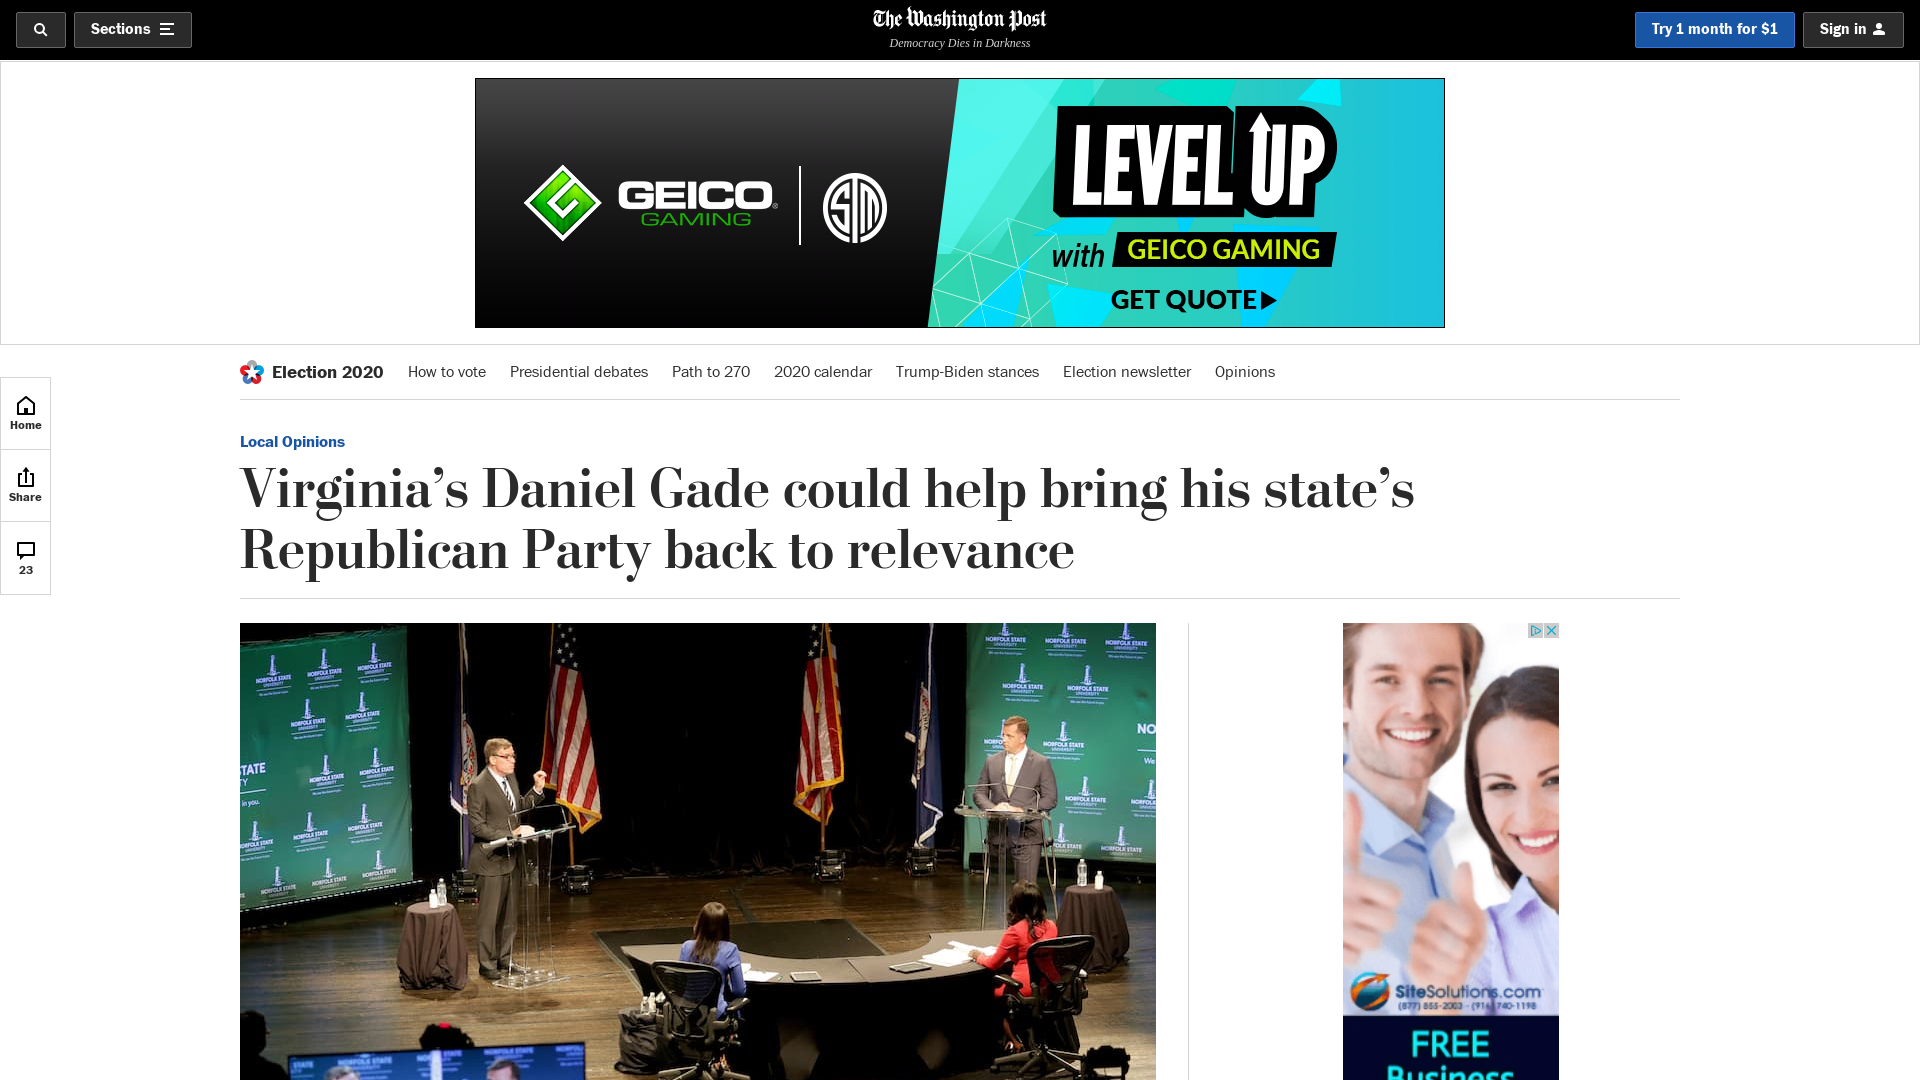 Sections
The Washington Post
Democracy Dies in Darkness
Try 1 month for $1
Sign in
GEICO
GAMING
TSM
LEVEL UP
with GEICO GAMING
GET QUOTE
Election 2020
How to vote
Presidential debates
Path to 270
2020 calendar
Trump-Biden stances
Election newsletter
Opinions
Home
Share
23
Local Opinions
Virginia’s Daniel Gade could help bring his state’s
Republican Party back to relevance
NORFOLK STATE
UNIVERSITY
SiteSolutions.com
(877) 855-2003 - (916) 740-1198
FREE
Business